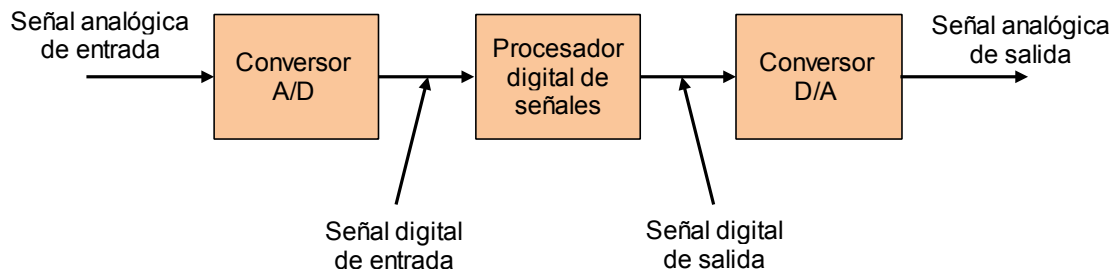 Señal analógica
de entrada
Conversor
A/D
Procesador
digital de
señales
Conversor
D/A
Señal analógica
de salida
Señal digital
de entrada
Señal digital
de salida